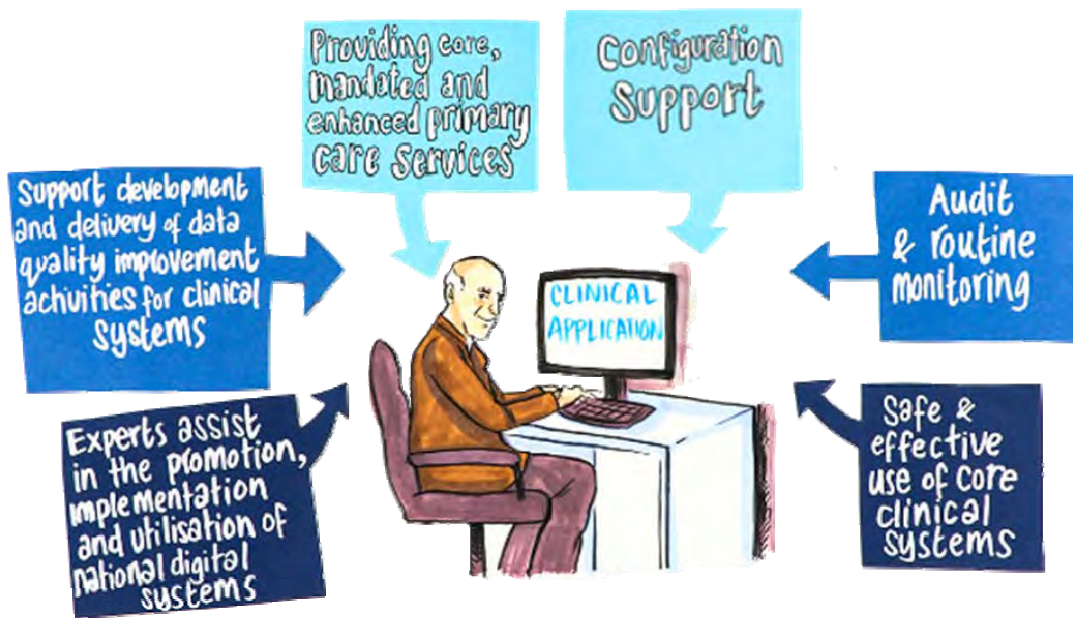 Providing core,
mandated and
enhanced primary
care services
Configuration
Support
Support development
and delivery of data
quality improvement
activities for clinical
systems
Audit
& routine
monitoring
CLINICAL
APPLICATION
Experts assist
in the promotion,
implementation
and utilisation of
national digital
systems
Safe &
effective
use of core
clinical
systems